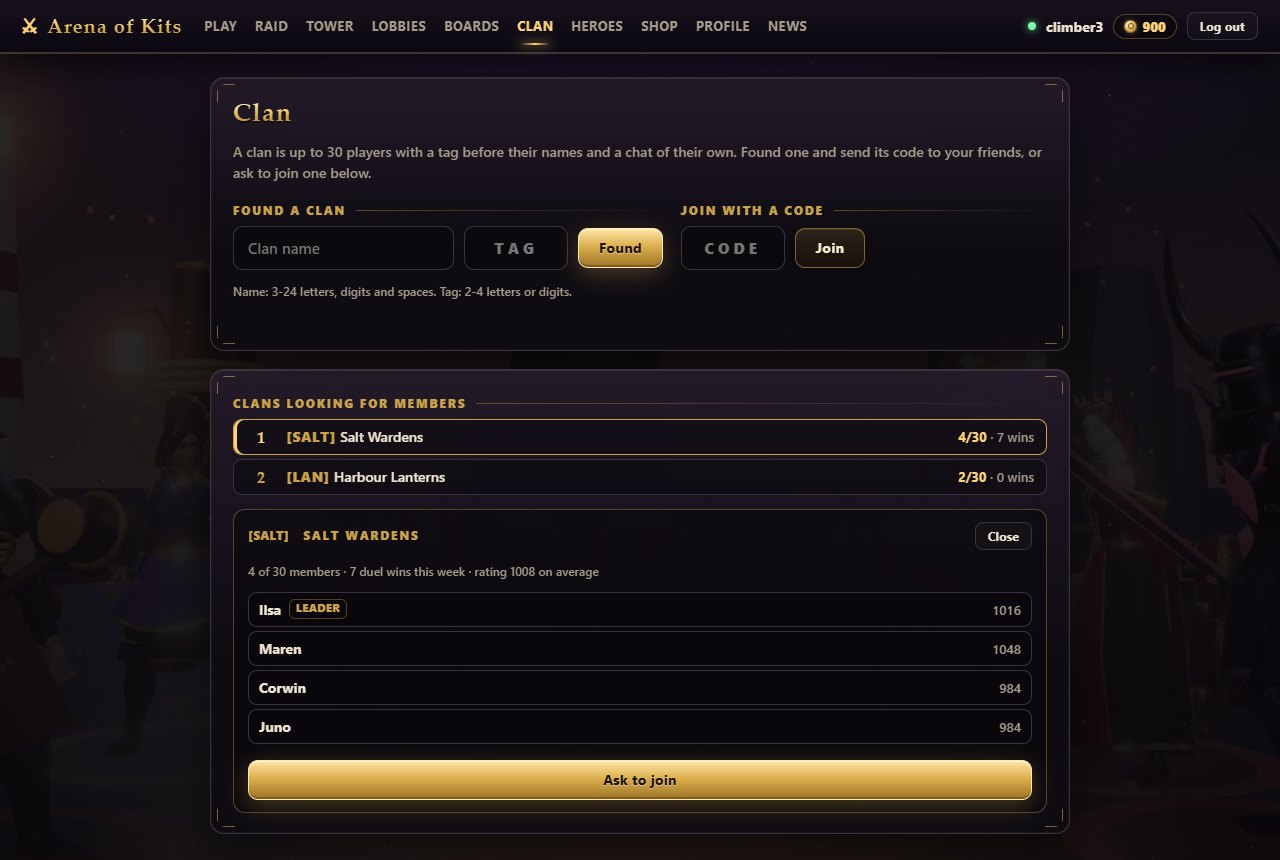 Arena of Kits PLAY RAID TOWER LOBBIES BOARDS CLAN HEROES SHOP PROFILE NEWS climber3 900 Log out
Clan
A clan is up to 30 players with a tag before their names and a chat of their own. Found one and send its code to your friends, or
ask to join one below.
FOUND A CLAN JOIN WITH A CODE
Clan name TAG Found CODE Join
Name: 3-24 letters, digits and spaces. Tag: 2-4 letters or digits.
CLANS LOOKING FOR MEMBERS
1 [SALT] Salt Wardens 4/30 · 7 wins
2 [LAN] Harbour Lanterns 2/30 · 0 wins
[SALT] SALT WARDENS Close
4 of 30 members · 7 duel wins this week · rating 1008 on average
Ilsa LEADER 1016
Maren 1048
Corwin 984
Juno 984
Ask to join